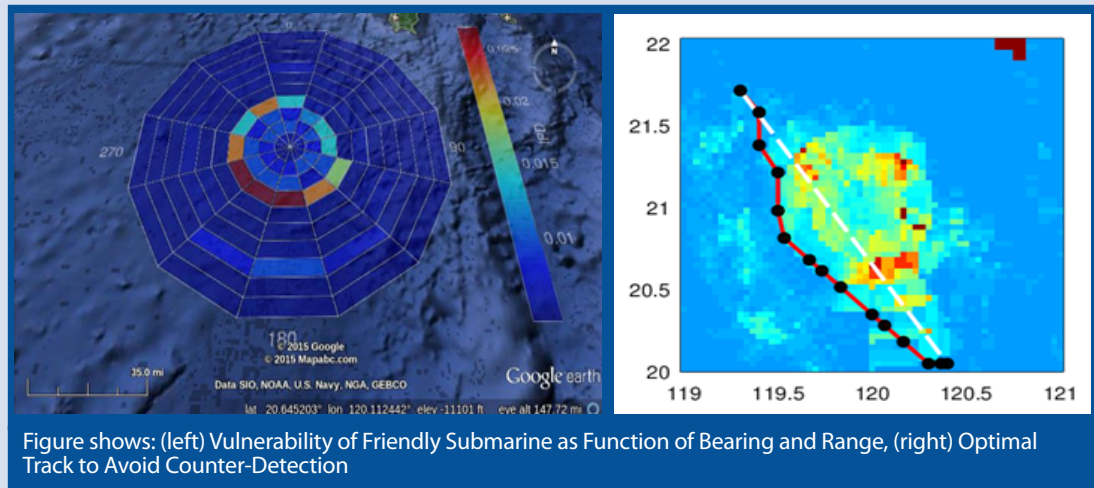 0.025
0.02
0.015
0.01
N
270
90
180
© 2015 Google
© 2015 Mapabc.com
35.0 mi
Data SIO, NOAA, U.S. Navy, NGA, GEBCO
Google earth
lat 20.645203° lon 120.112442° elev -11101 ft eye alt 147.72 mi
22
21.5
21
20.5
20
119
119.5
120
120.5
121
Figure shows: (left) Vulnerability of Friendly Submarine as Function of Bearing and Range, (right) Optimal
Track to Avoid Counter-Detection